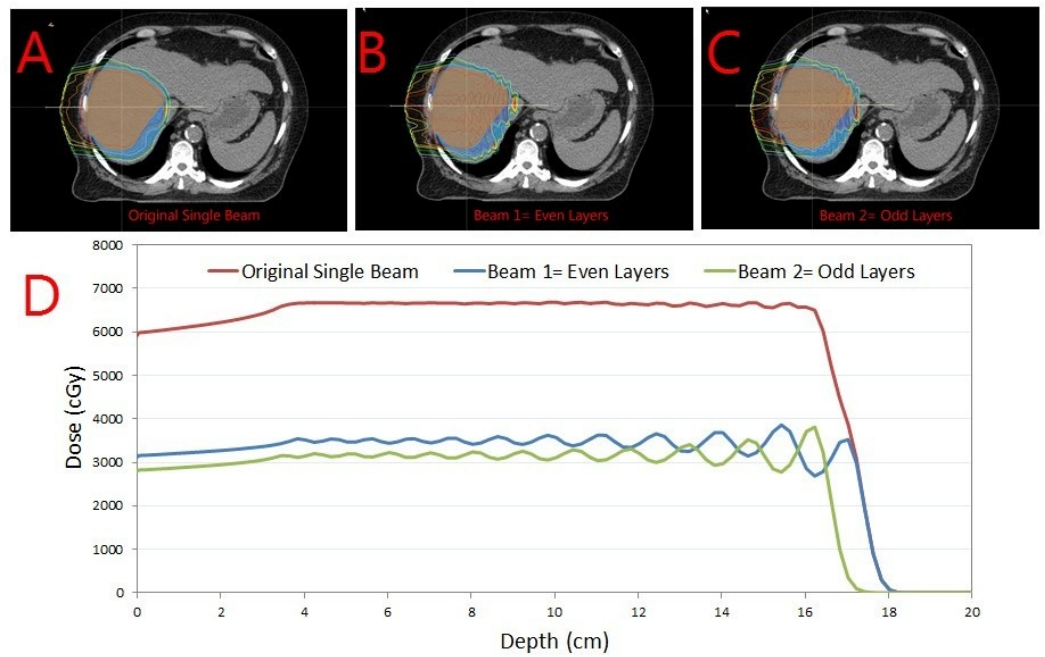 A
B
C
Original Single Beam
Beam 1= Even Layers
Beam 2= Odd Layers
D
Original Single Beam
Beam 1= Even Layers
Beam 2= Odd Layers
8000
7000
6000
5000
4000
3000
2000
1000
0
Dose (cGy)
0 2 4 6 8 10 12 14 16 18 20
Depth (cm)